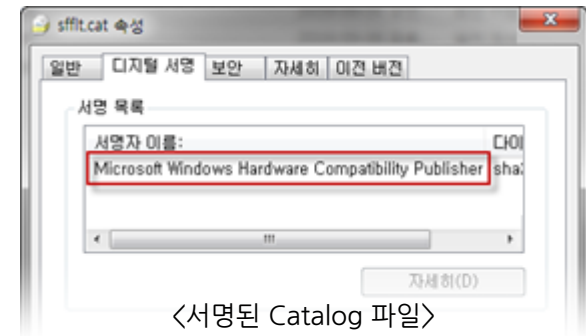 sfflt.cat 속성
일반 디지털 서명 보안 자세히 이전 버전
서명 목록
서명자 이름:
Microsoft Windows Hardware Compatibility Publisher
자세히(D)
<서명된 Catalog 파일>